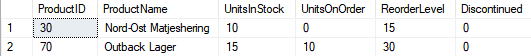 ProductID ProductName UnitsInStock UnitsOnOrder ReorderLevel Discontinued
1 30 Nord-Ost Matjeshering 10 0 15 0
2 70 Outback Lager 15 10 30 0